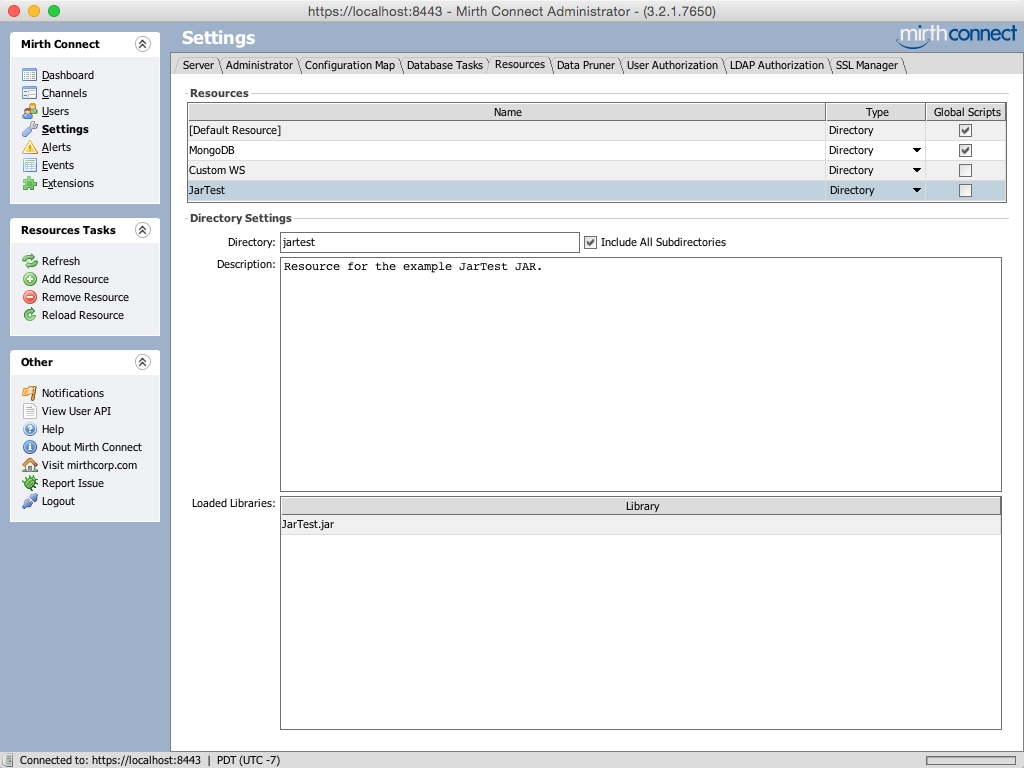 https://localhost:8443 - Mirth Connect Administrator - (3.2.1.7650)
Mirth Connect
Dashboard
Channels
Users
Settings
Alerts
Events
Extensions
Resources Tasks
Refresh
Add Resource
Remove Resource
Reload Resource
Other
Notifications
View User API
Help
About Mirth Connect
Visit mirthcorp.com
Report Issue
Logout
Settings
mirthconnect
Server Administrator Configuration Map Database Tasks Resources Data Pruner User Authorization LDAP Authorization SSL Manager
Resources
Name Type Global Scripts
[Default Resource] Directory
MongoDB Directory
Custom WS Directory
JarTest Directory
Directory Settings
Directory: jartest Include All Subdirectories
Description: Resource for the example JarTest JAR.
Loaded Libraries: Library
JarTest.jar
Connected to: https://localhost:8443 | PDT (UTC -7)